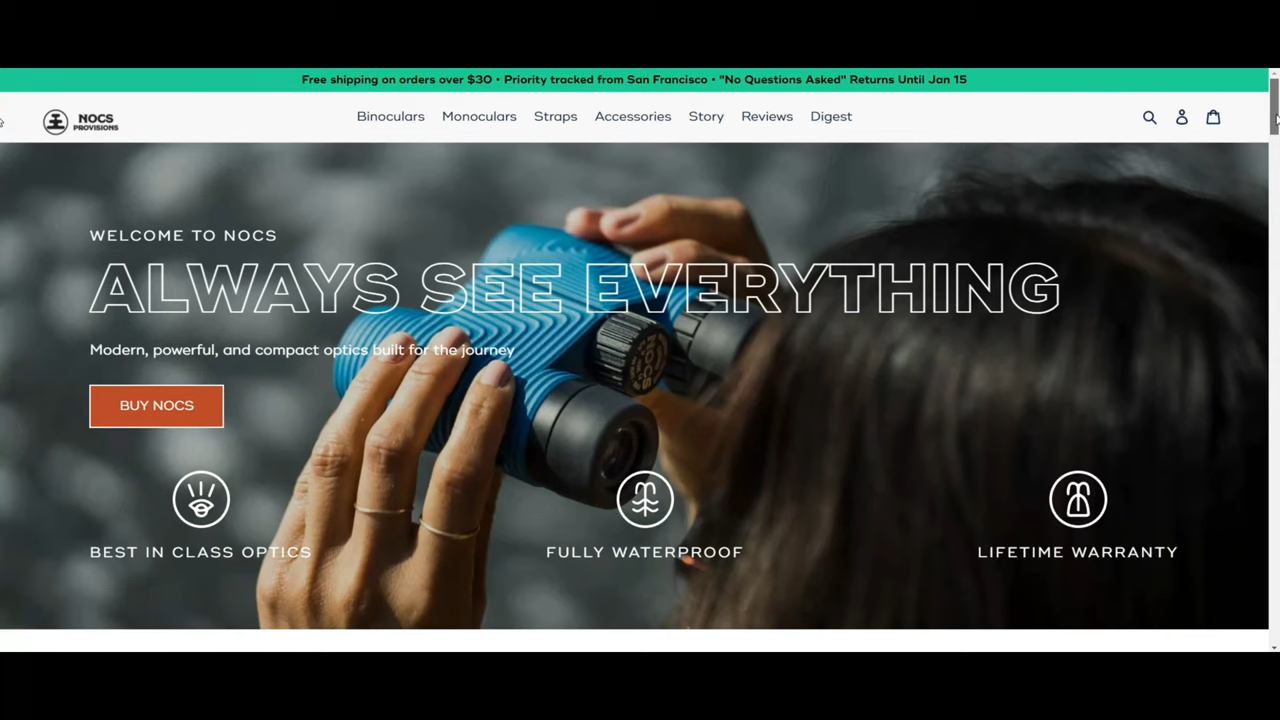 Free shipping on orders over $30 • Priority tracked from San Francisco • "No Questions Asked" Returns Until Jan 15
NOCS
PROVISIONS
Binoculars Monoculars Straps Accessories Story Reviews Digest
WELCOME TO NOCS
ALWAYS SEE EVERYTHING
Modern, powerful, and compact optics built for the journey
BUY NOCS
NOCS
BEST IN CLASS OPTICS FULLY WATERPROOF LIFETIME WARRANTY